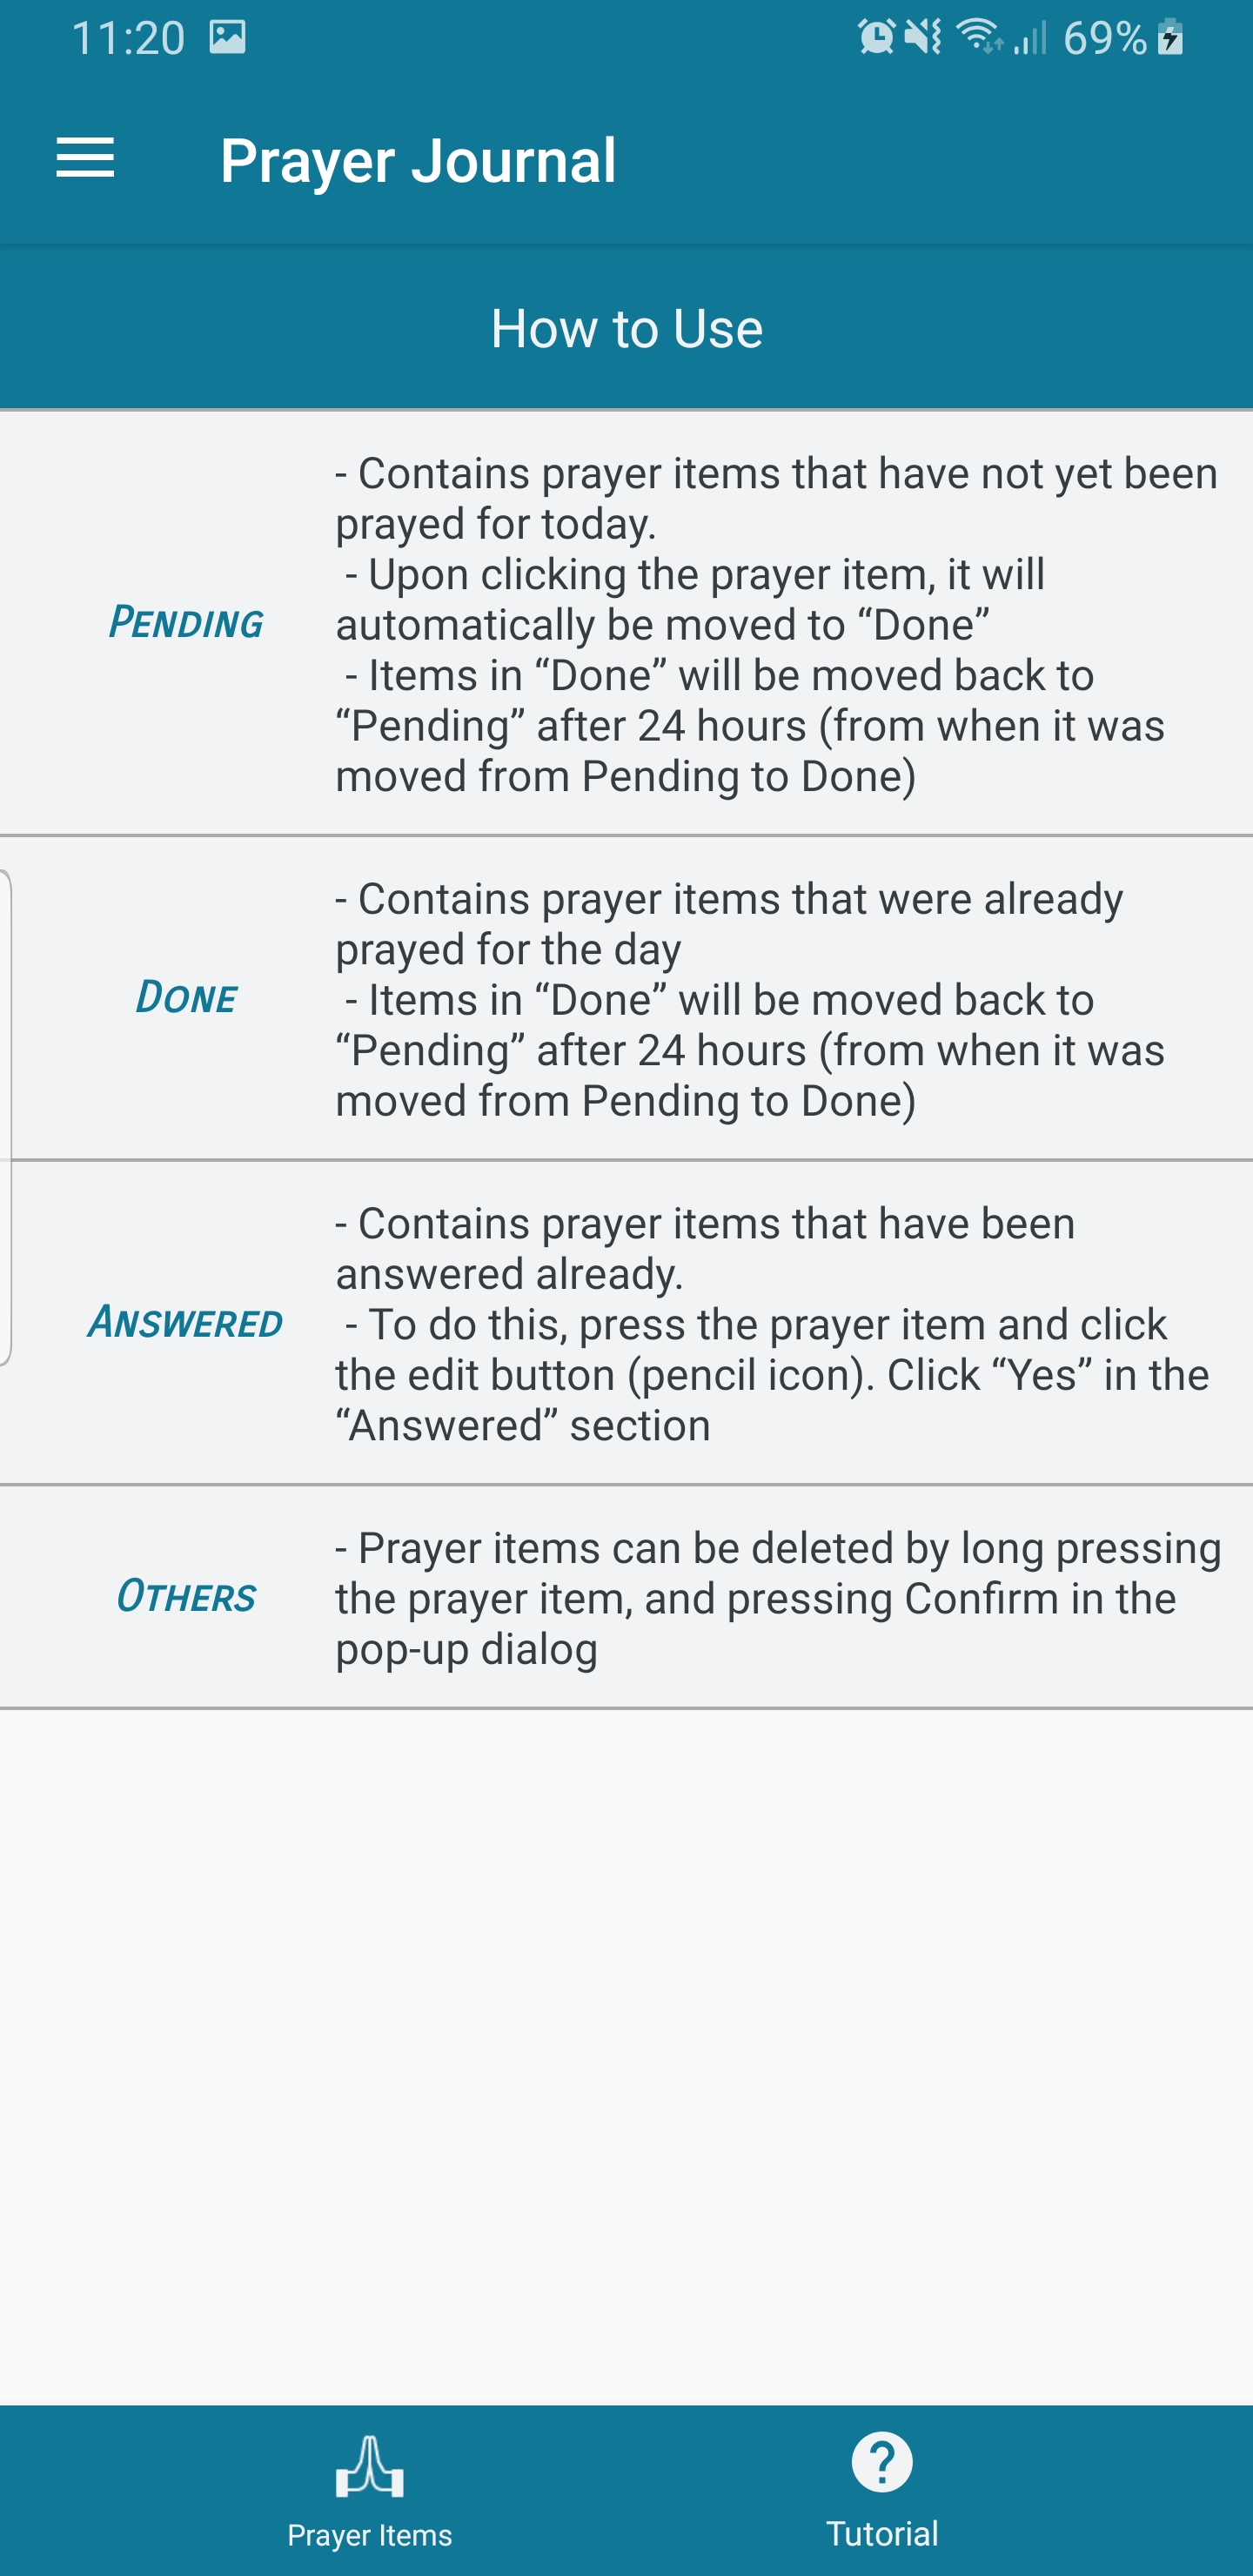 11:20 69%
Prayer Journal
How to Use
- Contains prayer items that have not yet been
prayed for today.
- Upon clicking the prayer item, it will
automatically be moved to “Done”
- Items in “Done” will be moved back to
“Pending” after 24 hours (from when it was
moved from Pending to Done)
PENDING
- Contains prayer items that were already
prayed for the day
- Items in “Done” will be moved back to
“Pending” after 24 hours (from when it was
moved from Pending to Done)
DONE
- Contains prayer items that have been
answered already.
- To do this, press the prayer item and click
the edit button (pencil icon). Click “Yes” in the
“Answered” section
ANSWERED
- Prayer items can be deleted by long pressing
the prayer item, and pressing Confirm in the
pop-up dialog
OTHERS
Prayer Items
Tutorial